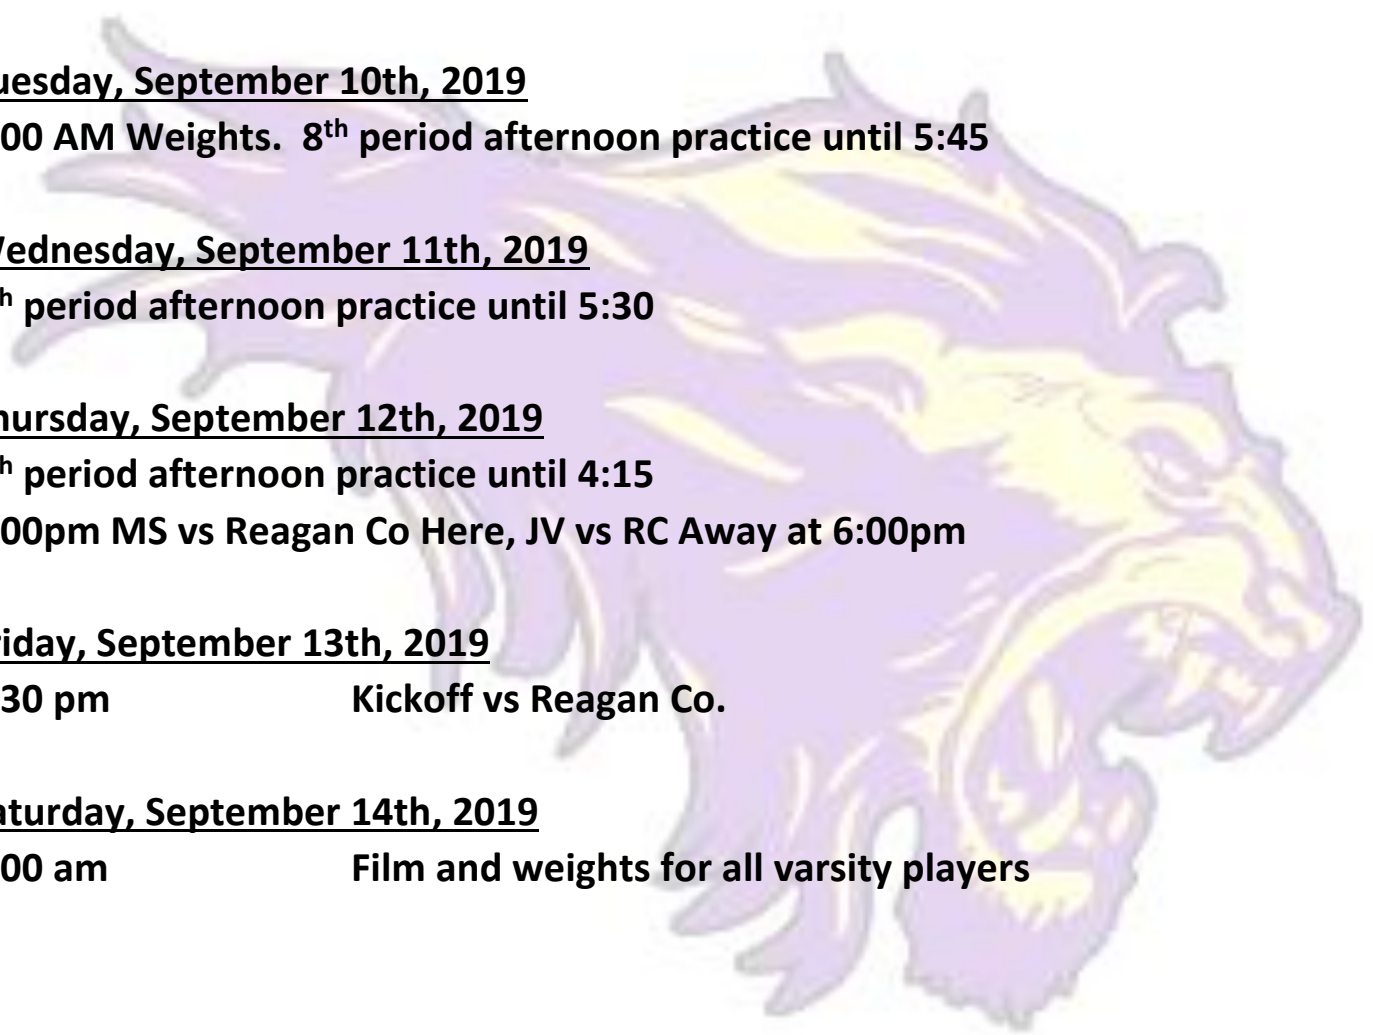 uesday, September 10th, 2019
00 AM Weights. 8th period afternoon practice until 5:45
ednesday, September 11th, 2019
h period afternoon practice until 5:30
hursday, September 12th, 2019
h period afternoon practice until 4:15
00pm MS vs Reagan Co Here, JV vs RC Away at 6:00pm
riday, September 13th, 2019
30 pm Kickoff vs Reagan Co.
aturday, September 14th, 2019
00 am Film and weights for all varsity players